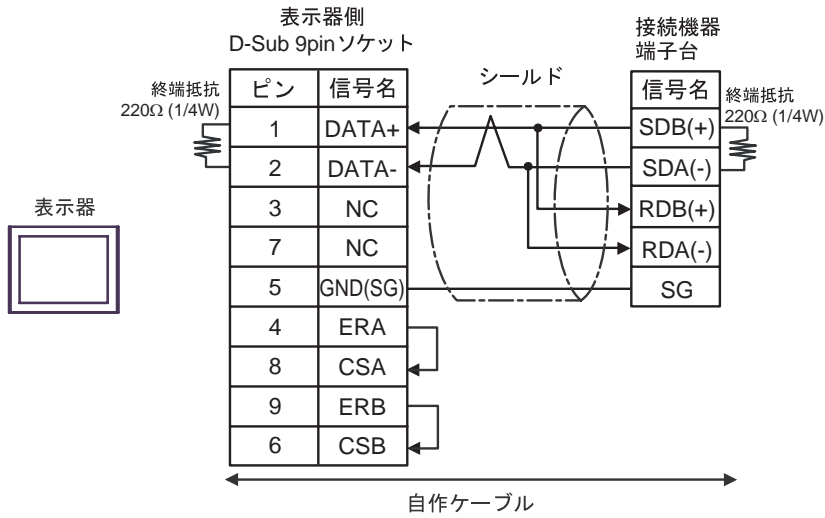 表示器側
D-Sub 9pinソケット
接続機器
端子台
シールド
終端抵抗
220Ω (1/4W)
ピン 信号名
1 DATA+
2 DATA-
3 NC
7 NC
5 GND(SG)
4 ERA
8 CSA
9 ERB
6 CSB
信号名
SDB(+)
SDA(-)
RDB(+)
RDA(-)
SG
終端抵抗
220Ω (1/4W)
表示器
自作ケーブル